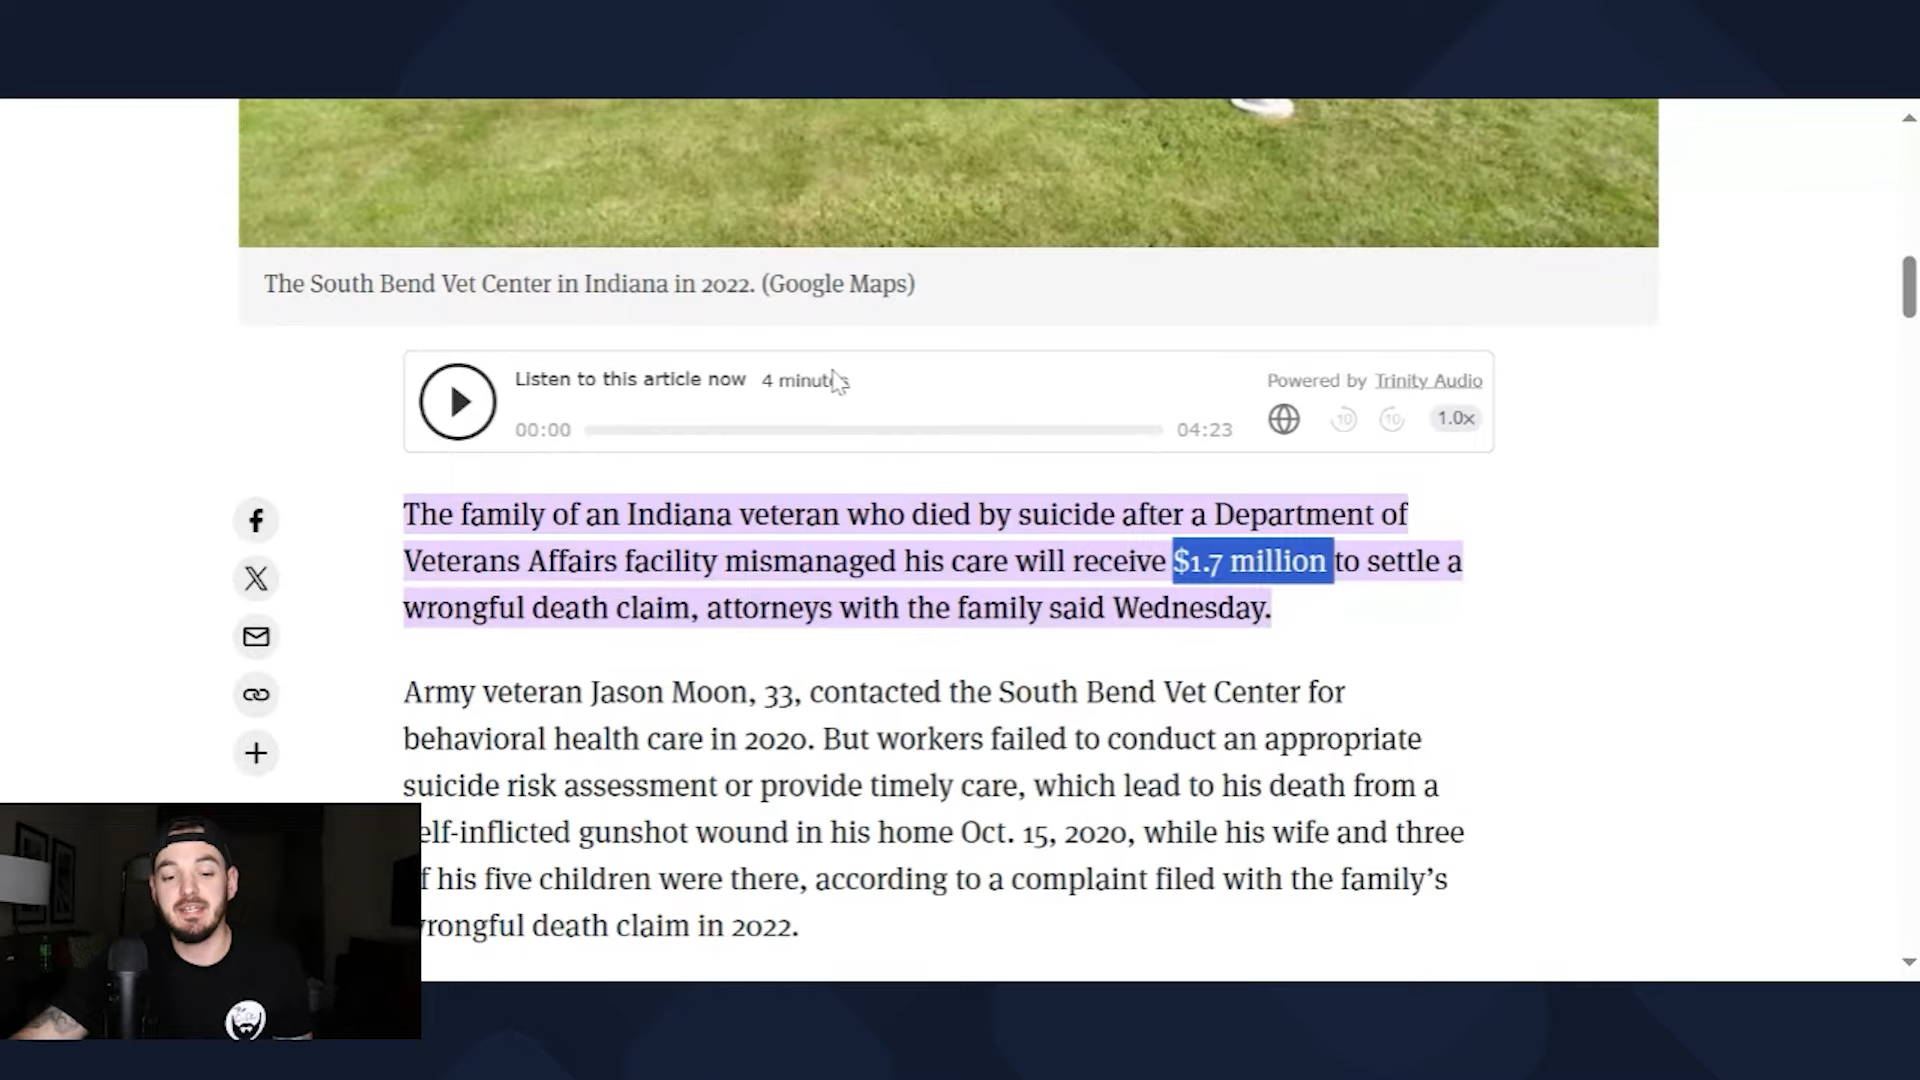 The South Bend Vet Center in Indiana in 2022. (Google Maps)
Listen to this article now 4 minutes
Powered by Trinity Audio
00:00
04:23
10
10
1.0x
The family of an Indiana veteran who died by suicide after a Department of
Veterans Affairs facility mismanaged his care will receive $1.7 million to settle a
wrongful death claim, attorneys with the family said Wednesday.
Army veteran Jason Moon, 33, contacted the South Bend Vet Center for
behavioral health care in 2020. But workers failed to conduct an appropriate
suicide risk assessment or provide timely care, which lead to his death from a
elf-inflicted gunshot wound in his home Oct. 15, 2020, while his wife and three
f his five children were there, according to a complaint filed with the family’s
wrongful death claim in 2022.